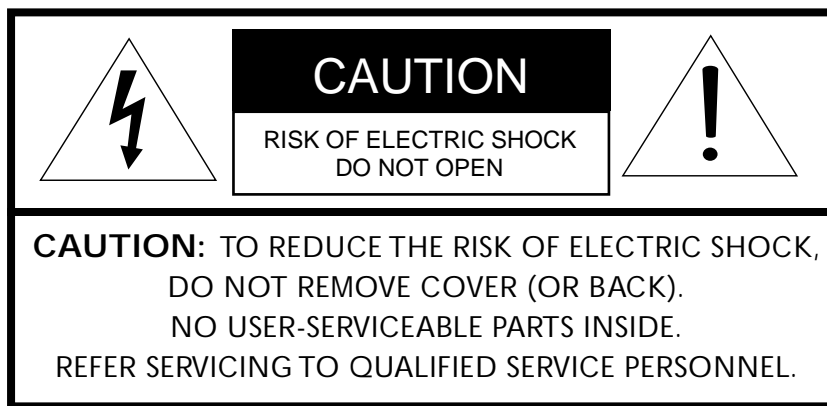 CAUTION
RISK OF ELECTRIC SHOCK
DO NOT OPEN
CAUTION: TO REDUCE THE RISK OF ELECTRIC SHOCK,
DO NOT REMOVE COVER (OR BACK).
NO USER-SERVICEABLE PARTS INSIDE.
REFER SERVICING TO QUALIFIED SERVICE PERSONNEL.